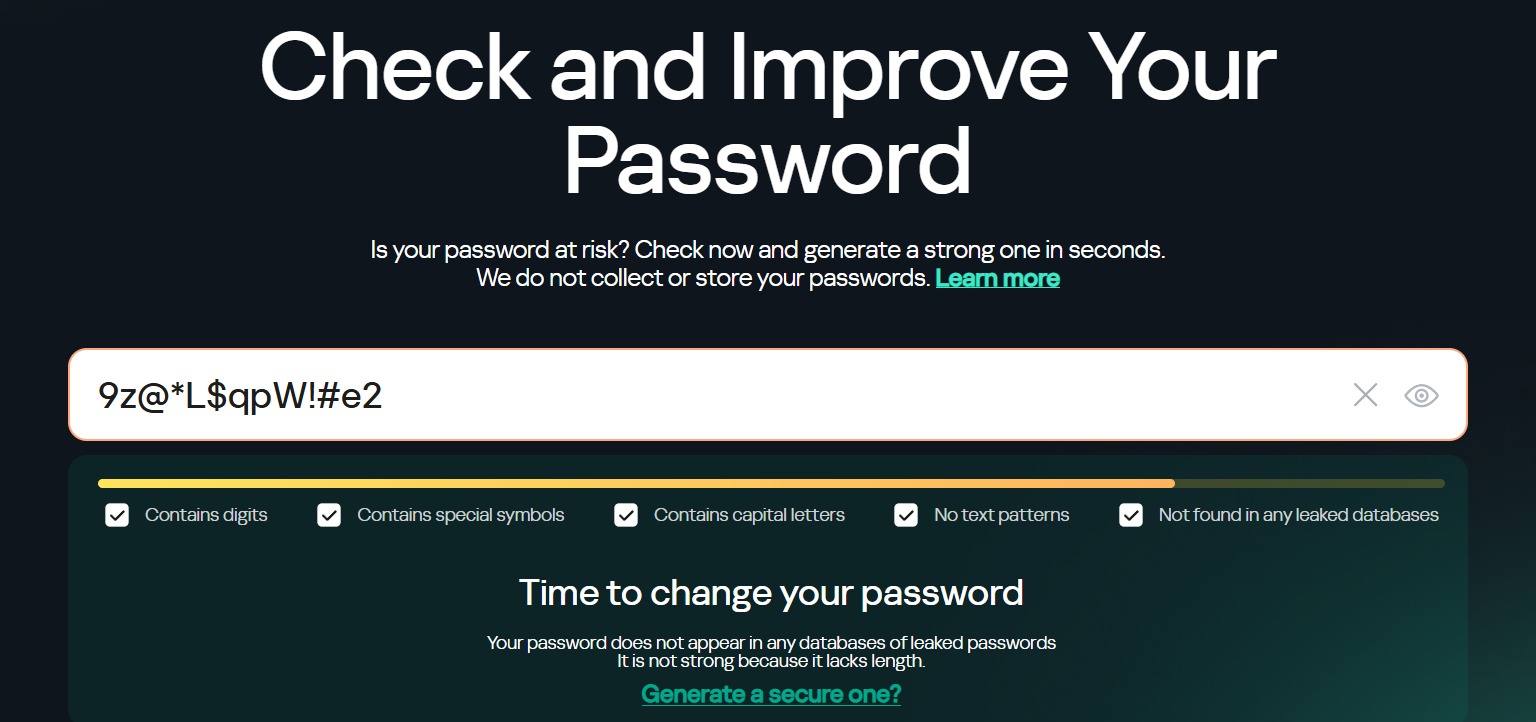 Check and Improve Your
Password
Is your password at risk? Check now and generate a strong one in seconds.
We do not collect or store your passwords. Learn more
9z@*L$qpW!#e2
Contains digits Contains special symbols Contains capital letters No text patterns Not found in any leaked databases
Time to change your password
Your password does not appear in any databases of leaked passwords
It is not strong because it lacks length.
Generate a secure one?